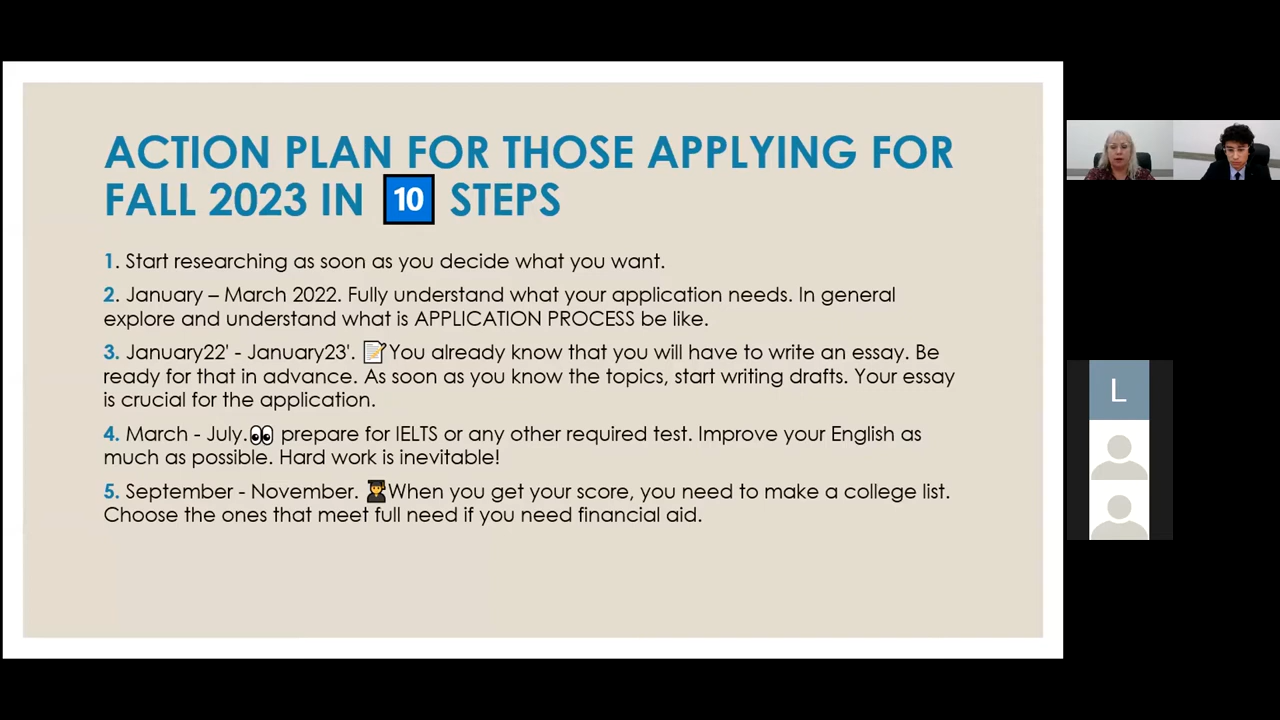 ACTION PLAN FOR THOSE APPLYING FOR
FALL 2023 IN 🔟 STEPS
1. Start researching as soon as you decide what you want.
2. January – March 2022. Fully understand what your application needs. In general
explore and understand what is APPLICATION PROCESS be like.
3. January22' - January23'. 📝You already know that you will have to write an essay. Be
ready for that in advance. As soon as you know the topics, start writing drafts. Your essay
is crucial for the application.
4. March - July.👀 prepare for IELTS or any other required test. Improve your English as
much as possible. Hard work is inevitable!
5. September - November. 👨‍🎓When you get your score, you need to make a college list.
Choose the ones that meet full need if you need financial aid.
L